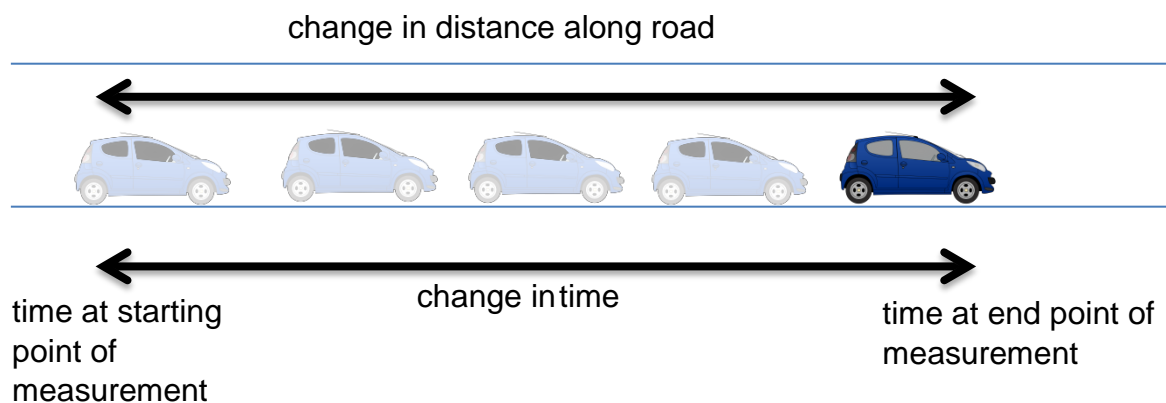 change in distance along road
change in time
time at starting
point of
measurement
time at end point of
measurement